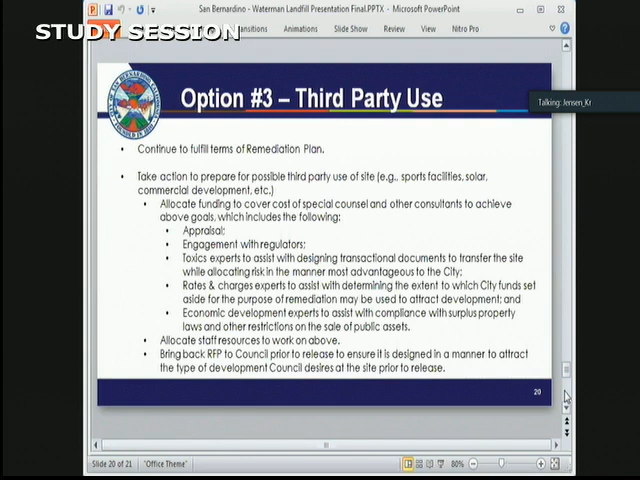 San Bernardino - Waterman Landfill Presentation Final.PPTX - Microsoft PowerPoint
STUDY SESSION
Animations
Slide Show
Review
View
Nitro Pro
Option #3 – Third Party Use
Talking: Jensen_Kr
• Continue to fulfill terms of Remediation Plan.
• Take action to prepare for possible third party use of site (e.g., sports facilities, solar,
commercial development, etc.)
• Allocate funding to cover cost of special counsel and other consultants to achieve
above goals, which includes the following:
• Appraisal;
• Engagement with regulators;
• Toxics experts to assist with designing transactional documents to transfer the site
while allocating risk in the manner most advantageous to the City;
• Rates & charges experts to assist with determining the extent to which City funds set
aside for the purpose of remediation may be used to attract development; and
• Economic development experts to assist with compliance with surplus property
laws and other restrictions on the sale of public assets.
• Allocate staff resources to work on above.
• Bring back RFP to Council prior to release to ensure it is designed in a manner to attract
the type of development Council desires at the site prior to release.
20
Slide 20 of 21
"Office Theme"
80%